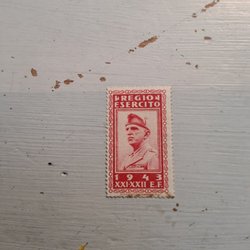 REGIO
ESERCITO
1943
XXI-XXII E.F.